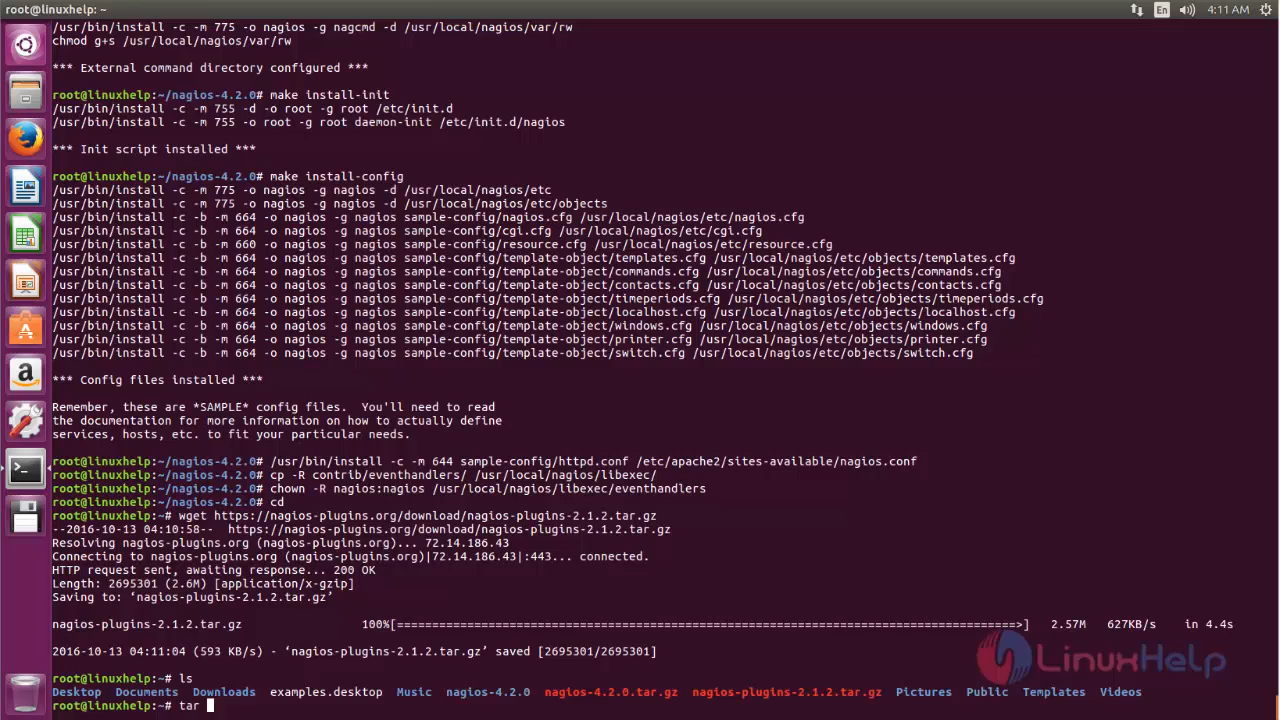 root@linuxhelp: ~
En
4:11 AM
/usr/bin/install -c -m 775 -o nagios -g nagcmd -d /usr/local/nagios/var/rw
chmod g+s /usr/local/nagios/var/rw
*** External command directory configured ***
root@linuxhelp:~/nagios-4.2.0# make install-init
/usr/bin/install -c -m 755 -d -o root -g root /etc/init.d
/usr/bin/install -c -m 755 -o root -g root daemon-init /etc/init.d/nagios
*** Init script installed ***
root@linuxhelp:~/nagios-4.2.0# make install-config
/usr/bin/install -c -m 775 -o nagios -g nagios -d /usr/local/nagios/etc
/usr/bin/install -c -m 775 -o nagios -g nagios -d /usr/local/nagios/etc/objects
/usr/bin/install -c -b -m 664 -o nagios -g nagios sample-config/nagios.cfg /usr/local/nagios/etc/nagios.cfg
/usr/bin/install -c -b -m 664 -o nagios -g nagios sample-config/cgi.cfg /usr/local/nagios/etc/cgi.cfg
/usr/bin/install -c -b -m 660 -o nagios -g nagios sample-config/resource.cfg /usr/local/nagios/etc/resource.cfg
/usr/bin/install -c -b -m 664 -o nagios -g nagios sample-config/template-object/templates.cfg /usr/local/nagios/etc/objects/templates.cfg
/usr/bin/install -c -b -m 664 -o nagios -g nagios sample-config/template-object/commands.cfg /usr/local/nagios/etc/objects/commands.cfg
/usr/bin/install -c -b -m 664 -o nagios -g nagios sample-config/template-object/contacts.cfg /usr/local/nagios/etc/objects/contacts.cfg
/usr/bin/install -c -b -m 664 -o nagios -g nagios sample-config/template-object/timeperiods.cfg /usr/local/nagios/etc/objects/timeperiods.cfg
/usr/bin/install -c -b -m 664 -o nagios -g nagios sample-config/template-object/localhost.cfg /usr/local/nagios/etc/objects/localhost.cfg
/usr/bin/install -c -b -m 664 -o nagios -g nagios sample-config/template-object/windows.cfg /usr/local/nagios/etc/objects/windows.cfg
/usr/bin/install -c -b -m 664 -o nagios -g nagios sample-config/template-object/printer.cfg /usr/local/nagios/etc/objects/printer.cfg
/usr/bin/install -c -b -m 664 -o nagios -g nagios sample-config/template-object/switch.cfg /usr/local/nagios/etc/objects/switch.cfg
*** Config files installed ***
Remember, these are *SAMPLE* config files.  You'll need to read
the documentation for more information on how to actually define
services, hosts, etc. to fit your particular needs.
root@linuxhelp:~/nagios-4.2.0# /usr/bin/install -c -m 644 sample-config/httpd.conf /etc/apache2/sites-available/nagios.conf
root@linuxhelp:~/nagios-4.2.0# cp -R contrib/eventhandlers/ /usr/local/nagios/libexec/
root@linuxhelp:~/nagios-4.2.0# chown -R nagios:nagios /usr/local/nagios/libexec/eventhandlers
root@linuxhelp:~/nagios-4.2.0# cd
root@linuxhelp:~# wget https://nagios-plugins.org/download/nagios-plugins-2.1.2.tar.gz
--2016-10-13 04:10:58--  https://nagios-plugins.org/download/nagios-plugins-2.1.2.tar.gz
Resolving nagios-plugins.org (nagios-plugins.org)... 72.14.186.43
Connecting to nagios-plugins.org (nagios-plugins.org)|72.14.186.43|:443... connected.
HTTP request sent, awaiting response... 200 OK
Length: 2695301 (2.6M) [application/x-gzip]
Saving to: ‘nagios-plugins-2.1.2.tar.gz’
nagios-plugins-2.1.2.tar.gz 100%[========================================================================================>] 2.57M 627KB/s in 4.4s
2016-10-13 04:11:04 (593 KB/s) - ‘nagios-plugins-2.1.2.tar.gz’ saved [2695301/2695301]
root@linuxhelp:~# ls
Desktop Documents Downloads examples.desktop Music nagios-4.2.0 nagios-4.2.0.tar.gz nagios-plugins-2.1.2.tar.gz Pictures Public Templates Videos
root@linuxhelp:~# tar
LinuxHelp